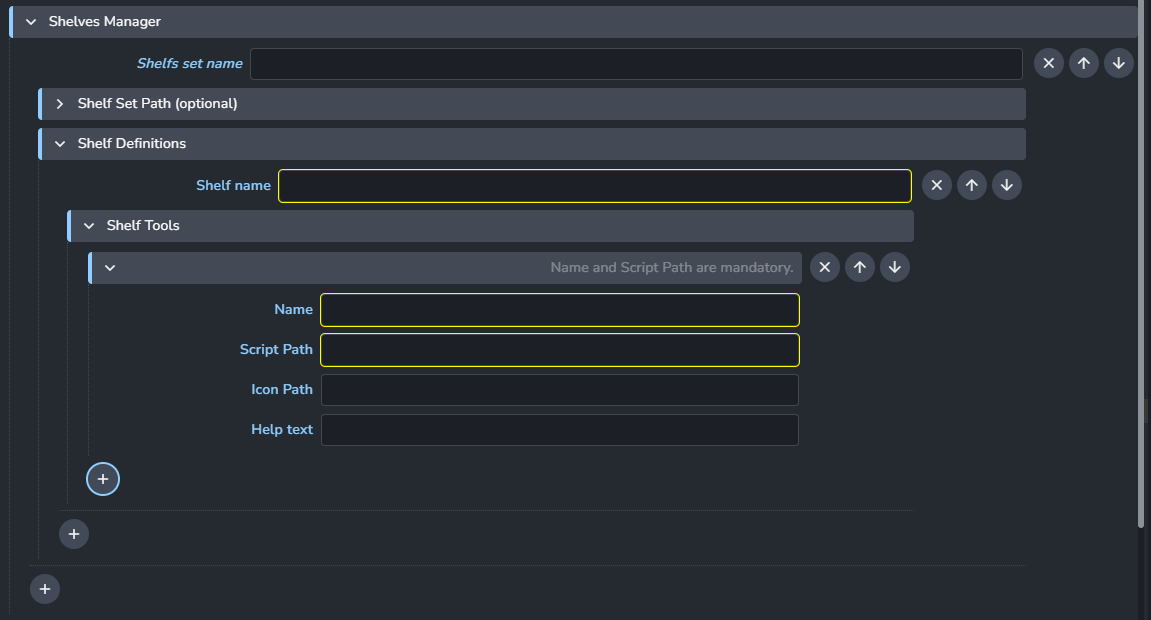 Shelves Manager
Shelfs set name
Shelf Set Path (optional)
Shelf Definitions
Shelf name
Shelf Tools
Name and Script Path are mandatory.
Name
Script Path
Icon Path
Help text